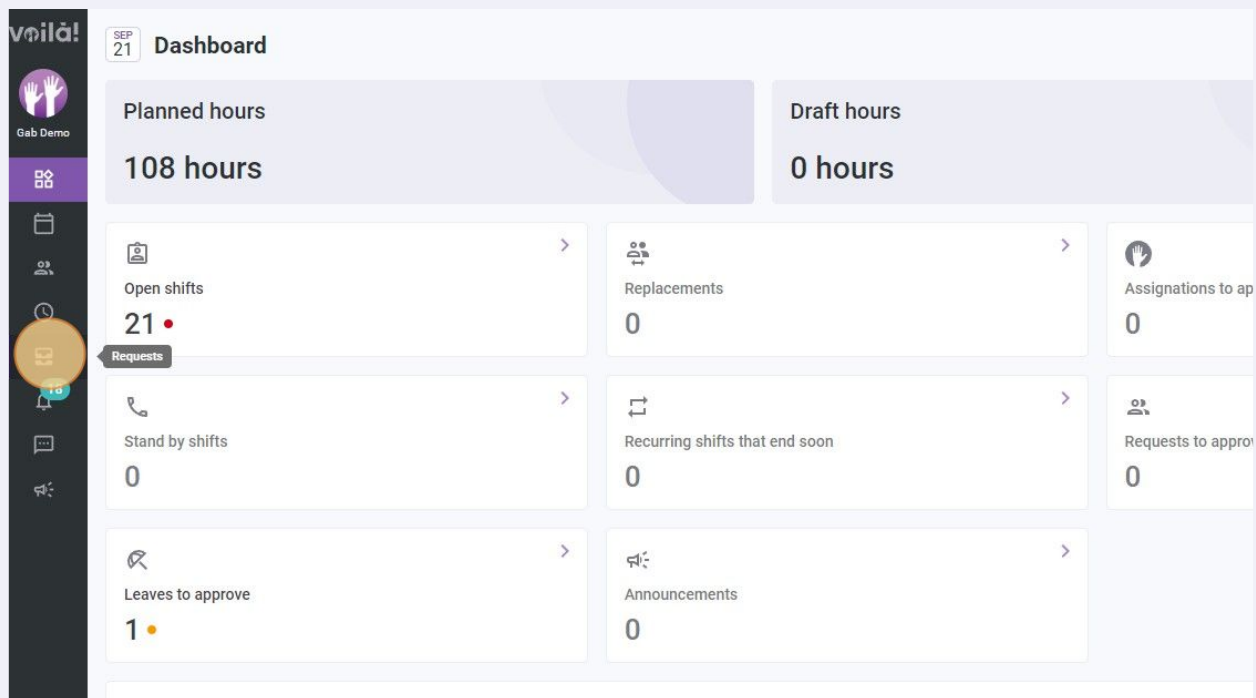 voilà!
Gab Demo
SEP
21
Dashboard
Planned hours
108 hours
Draft hours
0 hours
Open shifts
21
Replacements
0
Assignations to ap
0
Requests
Stand by shifts
0
Recurring shifts that end soon
0
Requests to appro
0
Leaves to approve
1
Announcements
0